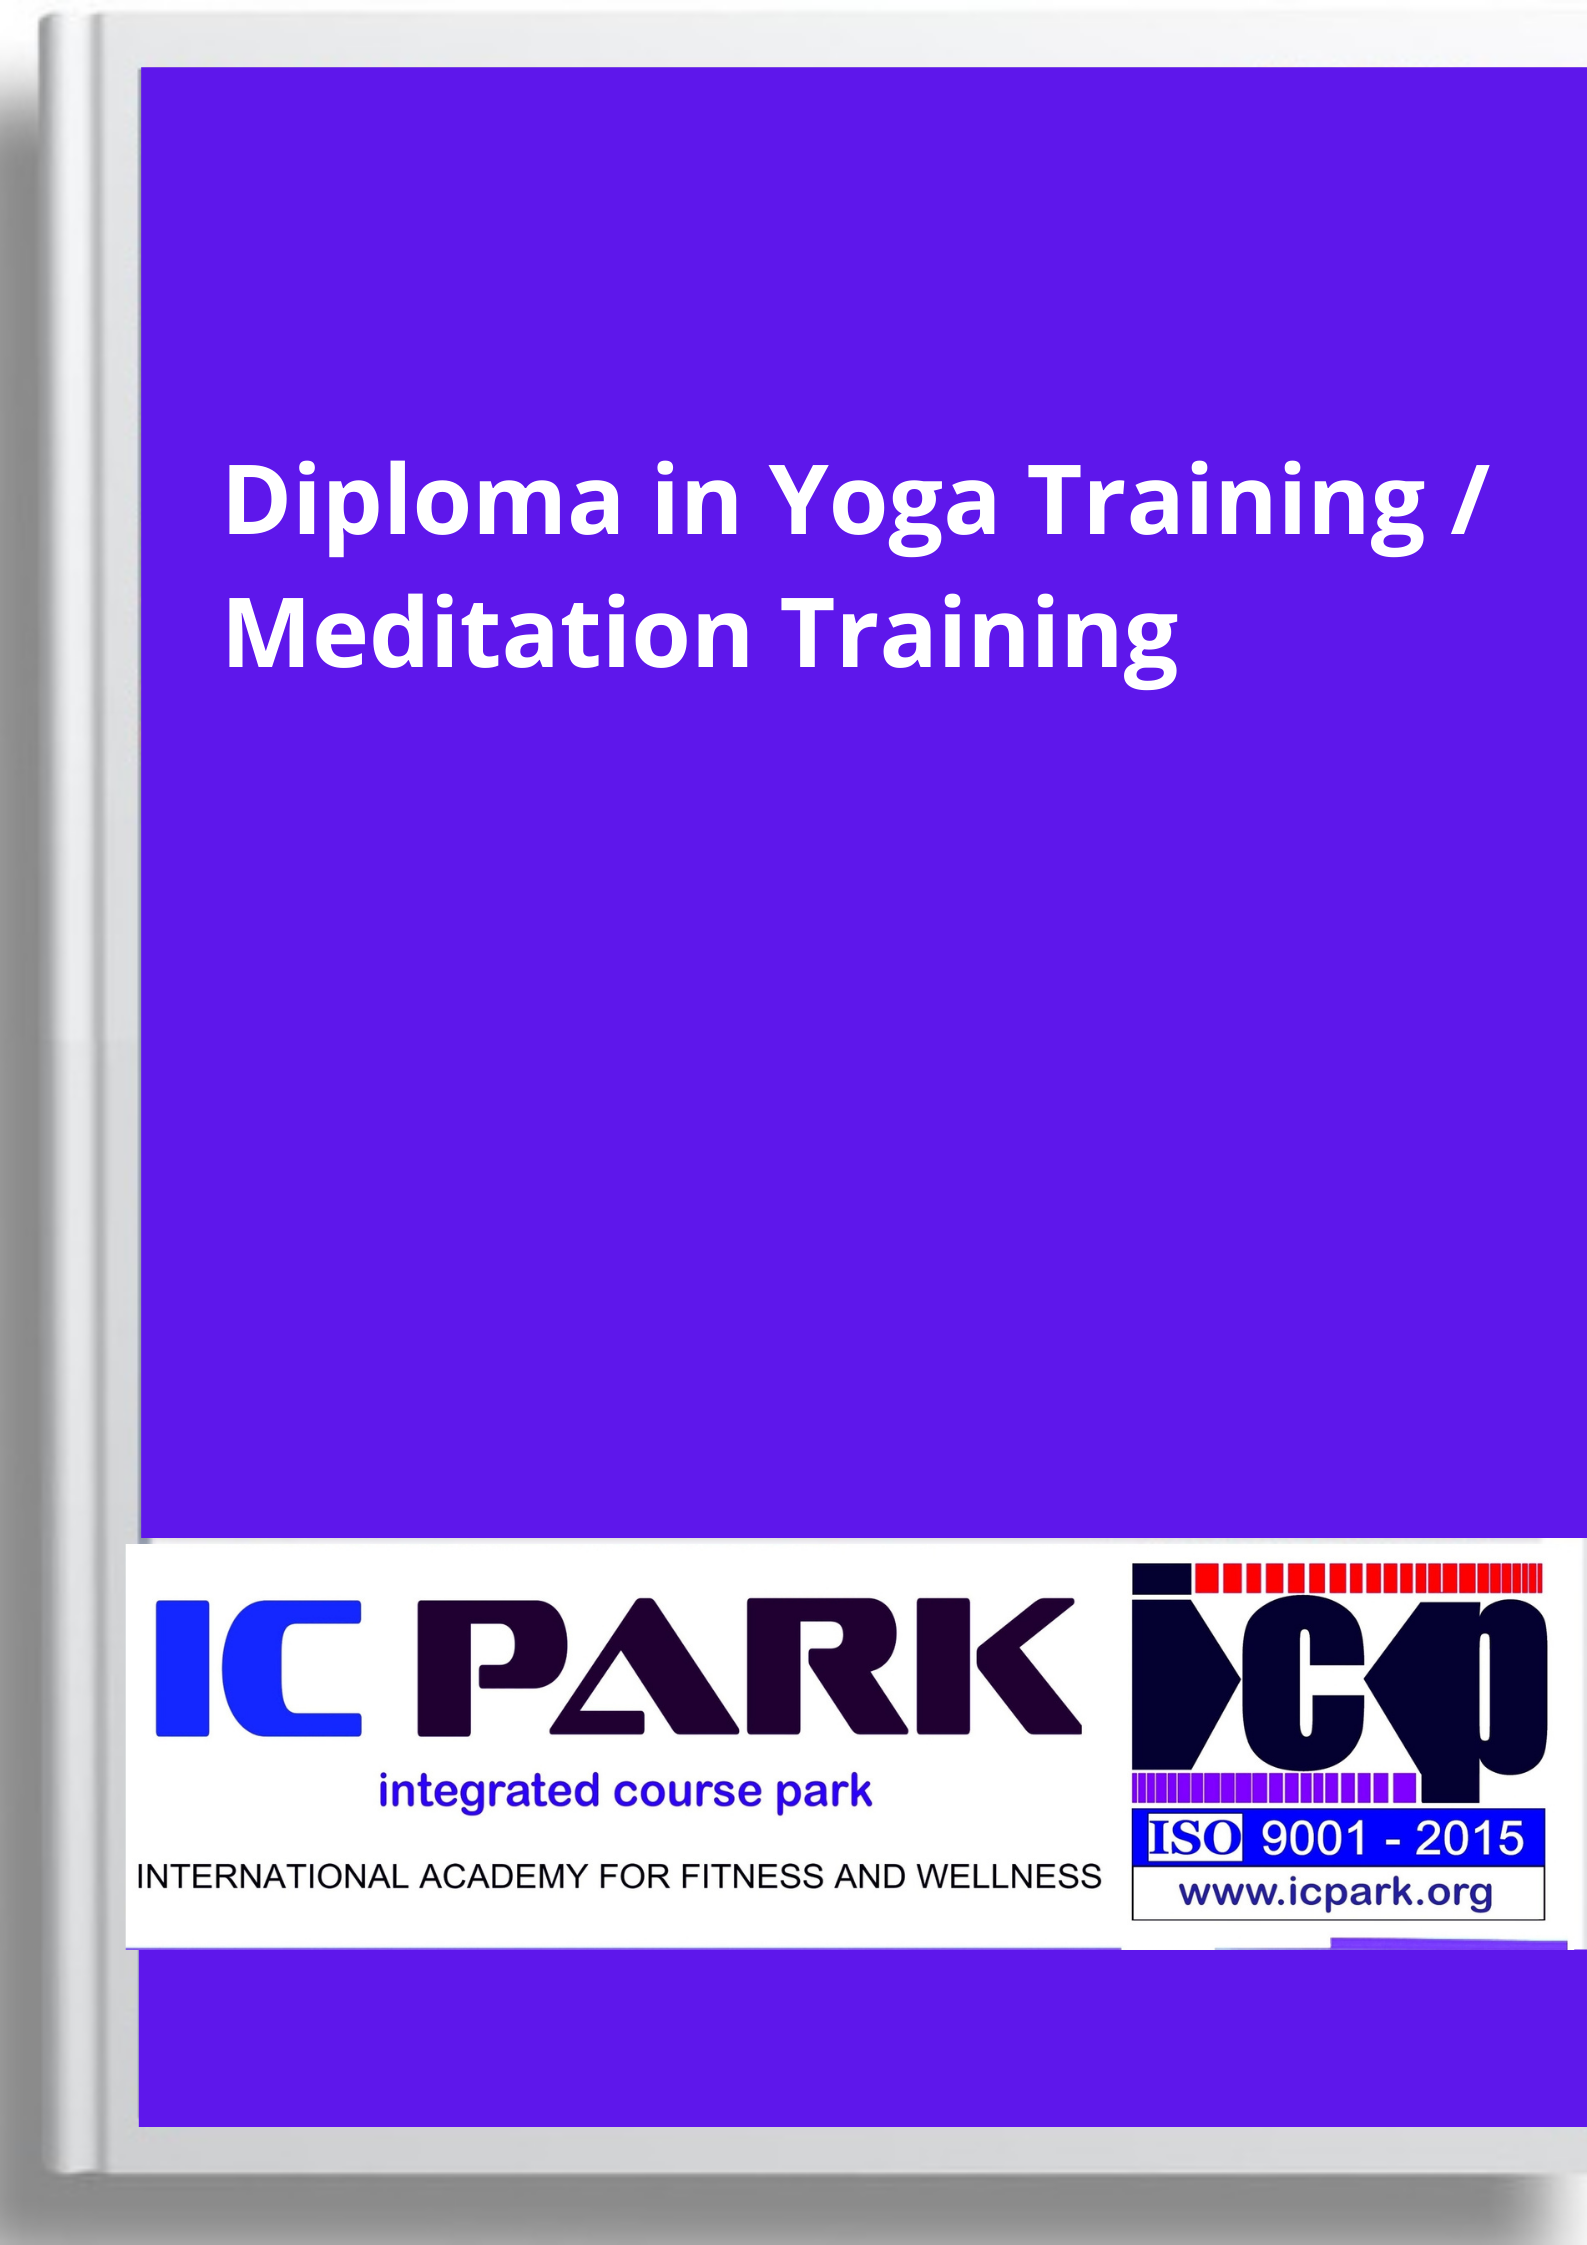 Diploma in Yoga Training /
Meditation Training
IC PARK
integrated course park
INTERNATIONAL ACADEMY FOR FITNESS AND WELLNESS
icp
ISO 9001 - 2015
www.icpark.org